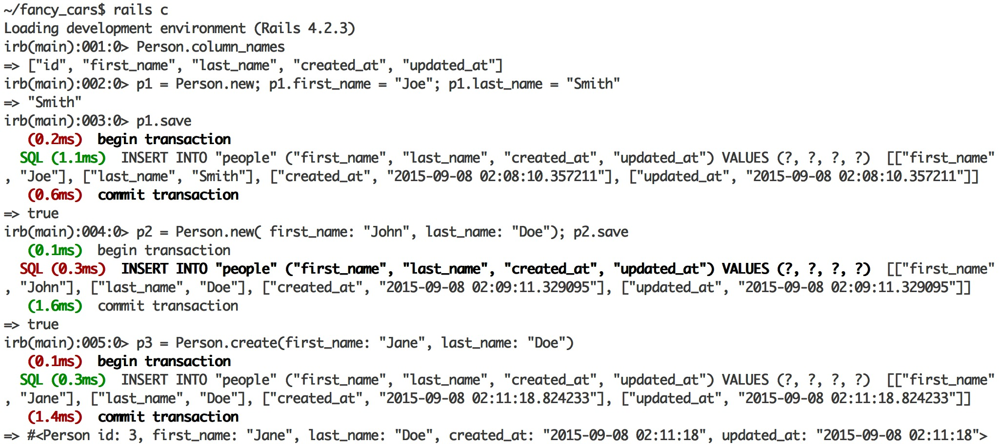 ~/fancy_cars$ rails c
Loading development environment (Rails 4.2.3)
irb(main):001:0> Person.column_names
=> ["id", "first_name", "last_name", "created_at", "updated_at"]
irb(main):002:0> p1 = Person.new; p1.first_name = "Joe"; p1.last_name = "Smith"
=> "Smith"
irb(main):003:0> p1.save
   (0.2ms)  begin transaction
  SQL (1.1ms)  INSERT INTO "people" ("first_name", "last_name", "created_at", "updated_at") VALUES (?, ?, ?, ?)  [["first_name"
, "Joe"], ["last_name", "Smith"], ["created_at", "2015-09-08 02:08:10.357211"], ["updated_at", "2015-09-08 02:08:10.357211"]]
   (0.6ms)  commit transaction
=> true
irb(main):004:0> p2 = Person.new( first_name: "John", last_name: "Doe"); p2.save
   (0.1ms)  begin transaction
  SQL (0.3ms)  INSERT INTO "people" ("first_name", "last_name", "created_at", "updated_at") VALUES (?, ?, ?, ?)  [["first_name"
, "John"], ["last_name", "Doe"], ["created_at", "2015-09-08 02:09:11.329095"], ["updated_at", "2015-09-08 02:09:11.329095"]]
   (1.6ms)  commit transaction
=> true
irb(main):005:0> p3 = Person.create(first_name: "Jane", last_name: "Doe")
   (0.1ms)  begin transaction
  SQL (0.3ms)  INSERT INTO "people" ("first_name", "last_name", "created_at", "updated_at") VALUES (?, ?, ?, ?)  [["first_name"
, "Jane"], ["last_name", "Doe"], ["created_at", "2015-09-08 02:11:18.824233"], ["updated_at", "2015-09-08 02:11:18.824233"]]
   (1.4ms)  commit transaction
=> #<Person id: 3, first_name: "Jane", last_name: "Doe", created_at: "2015-09-08 02:11:18", updated_at: "2015-09-08 02:11:18">